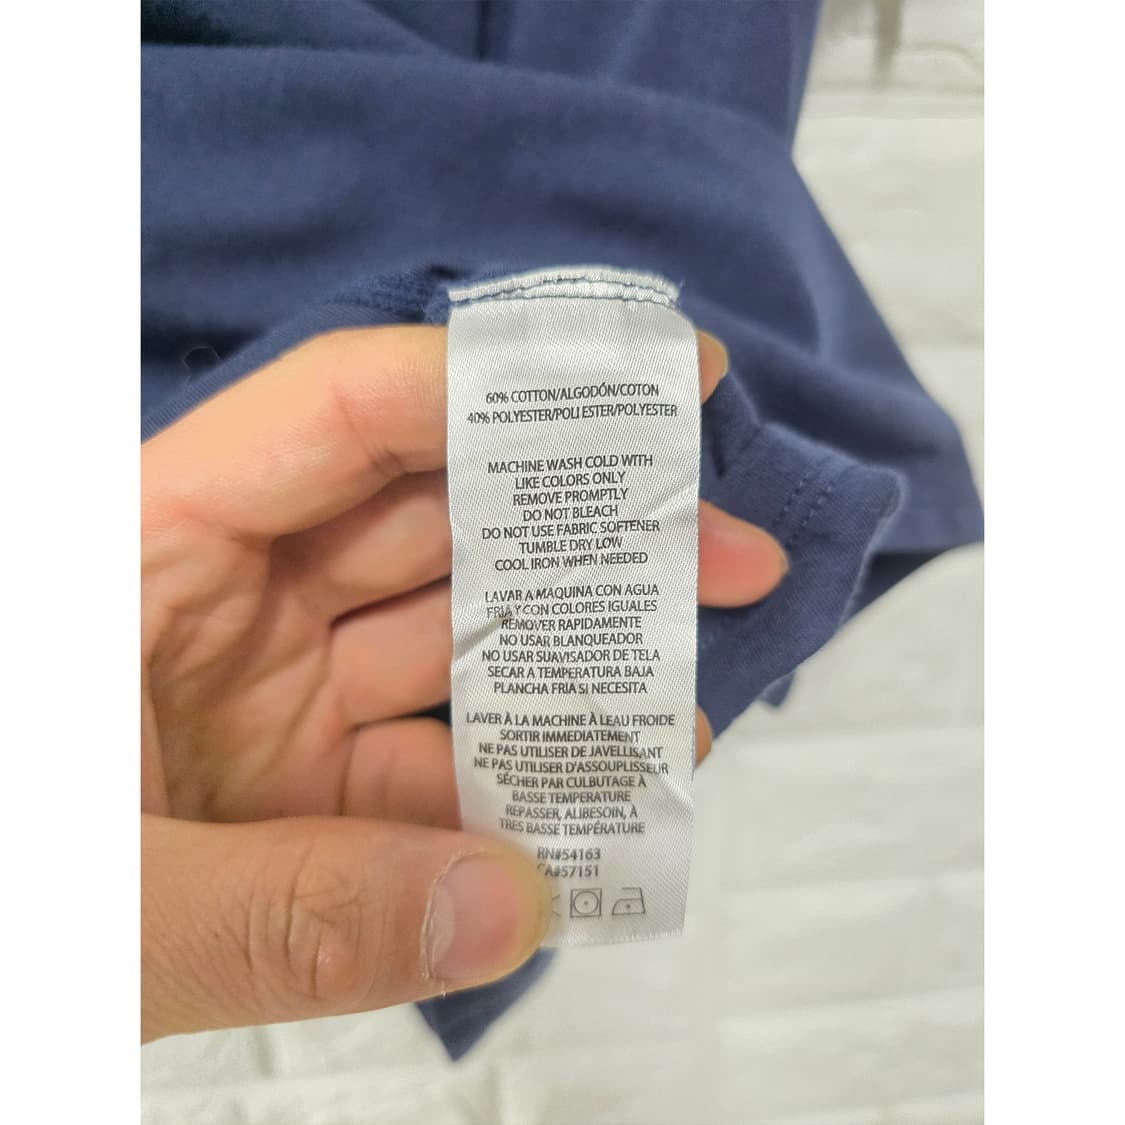 60% COTTON/ALGODÓN/COTON
40% POLYESTER/POLI ESTER/POLYESTER
MACHINE WASH COLD WITH
LIKE COLORS ONLY
REMOVE PROMPTLY
DO NOT BLEACH
DO NOT USE FABRIC SOFTENER
TUMBLE DRY LOW
COOL IRON WHEN NEEDED
LAVAR A MAQUINA CON AGUA
FRIA Y CON COLORES IGUALES
REMOVER RAPIDAMENTE
NO USAR BLANQUEADOR
NO USAR SUAVISADOR DE TELA
SECAR A TEMPERATURA BAJA
PLANCHA FRIA SI NECESITA
LAVER À LA MACHINE À LEAU FROIDE
SORTIR IMMEDIATEMENT
NE PAS UTILISER DE JAVELLISANT
NE PAS UTILISER D'ASSOUPLISSEUR
SÉCHER PAR CULBUTAGE À
BASSE TEMPERATURE
REPASSER, ALIBESOIN, À
TRES BASSE TEMPÉRATURE
RN#54163
CA#57151